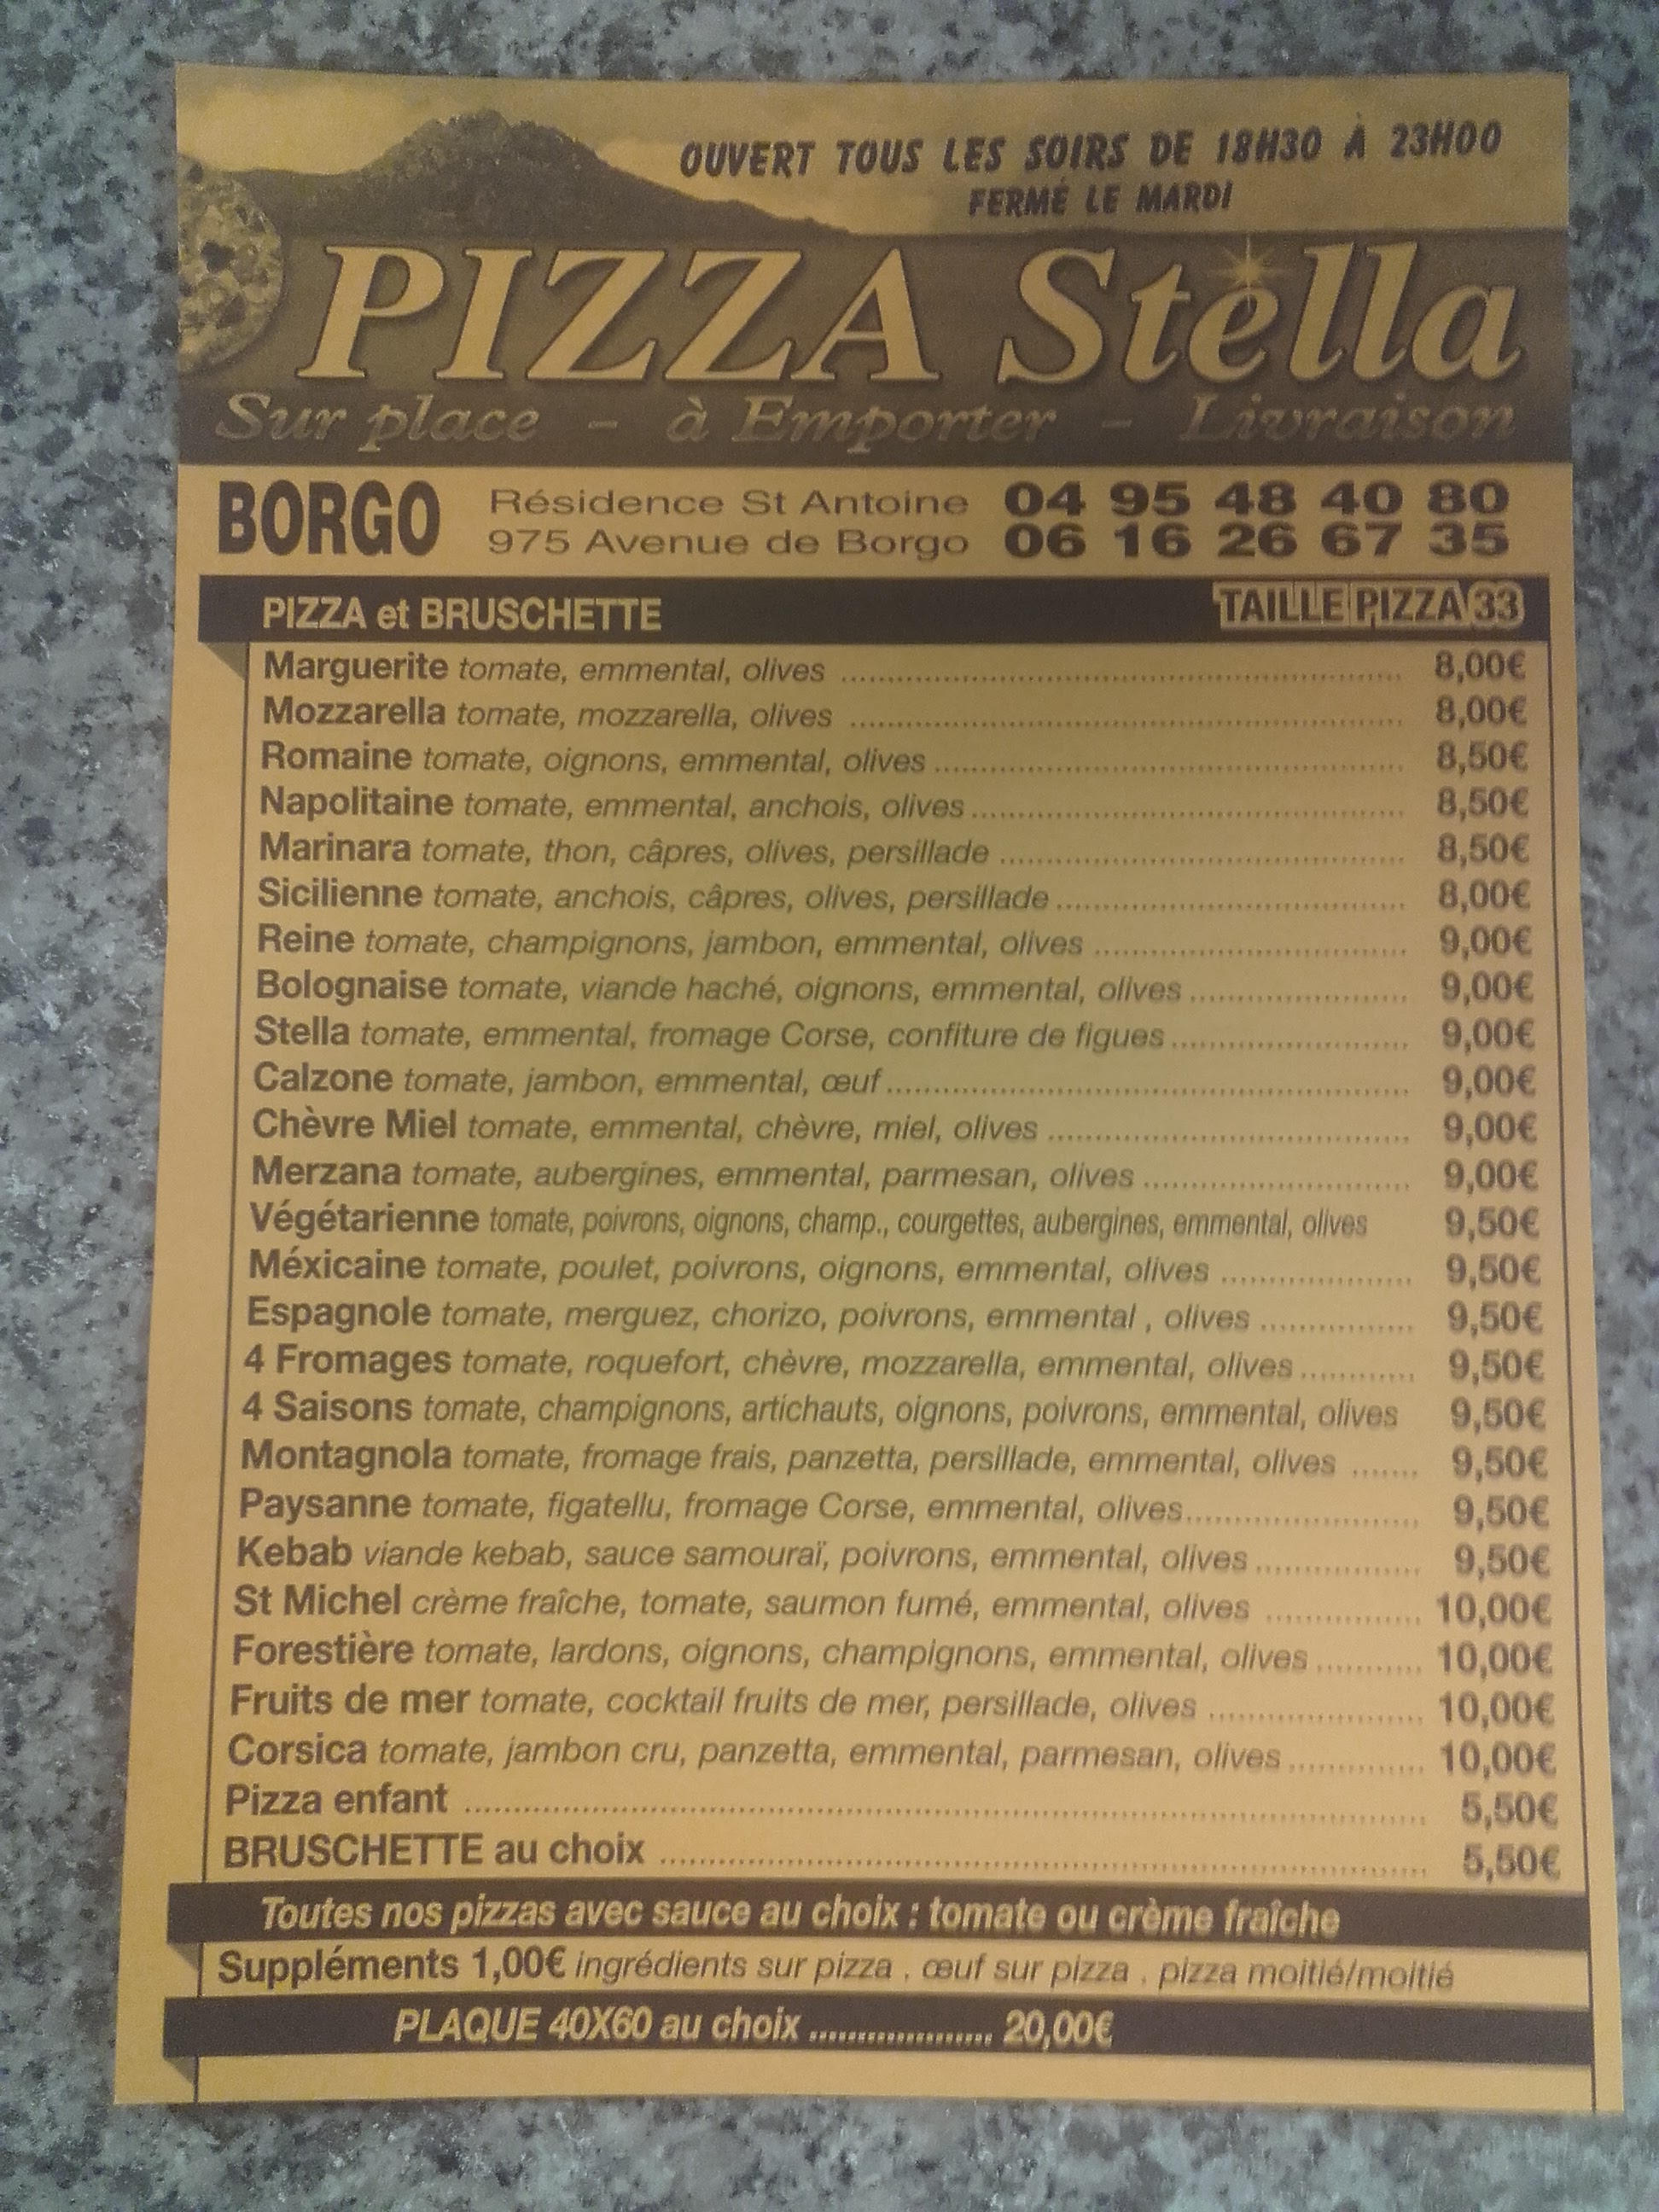 OUVERT TOUS LES SOIRS DE 18H30 À 23H00
FERMÉ LE MARDI
PIZZA Stella
Sur place - à Emporter - Livraison
BORGO
Résidence St Antoine 04 95 48 40 80
975 Avenue de Borgo 06 16 26 67 35
PIZZA et BRUSCHETTE TAILLE PIZZA 33
Marguerite tomate, emmental, olives ........ 8,00€
Mozzarella tomate, mozzarella, olives ........ 8,00€
Romaine tomate, oignons, emmental, olives ........ 8,50€
Napolitaine tomate, emmental, anchois, olives ........ 8,50€
Marinara tomate, thon, câpres, olives, persillade ........ 8,50€
Sicilienne tomate, anchois, câpres, olives, persillade ........ 8,00€
Reine tomate, champignons, jambon, emmental, olives ........ 9,00€
Bolognaise tomate, viande haché, oignons, emmental, olives ........ 9,00€
Stella tomate, emmental, fromage Corse, confiture de figues ........ 9,00€
Calzone tomate, jambon, emmental, œuf ........ 9,00€
Chèvre Miel tomate, emmental, chèvre, miel, olives ........ 9,00€
Merzana tomate, aubergines, emmental, parmesan, olives ........ 9,00€
Végétarienne tomate, poivrons, oignons, champ., courgettes, aubergines, emmental, olives 9,50€
Méxicaine tomate, poulet, poivrons, oignons, emmental, olives ........ 9,50€
Espagnole tomate, merguez, chorizo, poivrons, emmental , olives ........ 9,50€
4 Fromages tomate, roquefort, chèvre, mozzarella, emmental, olives ........ 9,50€
4 Saisons tomate, champignons, artichauts, oignons, poivrons, emmental, olives 9,50€
Montagnola tomate, fromage frais, panzetta, persillade, emmental, olives ....... 9,50€
Paysanne tomate, figatellu, fromage Corse, emmental, olives ........ 9,50€
Kebab viande kebab, sauce samouraï, poivrons, emmental, olives ........ 9,50€
St Michel crème fraîche, tomate, saumon fumé, emmental, olives ........ 10,00€
Forestière tomate, lardons, oignons, champignons, emmental, olives ........ 10,00€
Fruits de mer tomate, cocktail fruits de mer, persillade, olives ........ 10,00€
Corsica tomate, jambon cru, panzetta, emmental, parmesan, olives ........ 10,00€
Pizza enfant ........ 5,50€
BRUSCHETTE au choix ........ 5,50€
Toutes nos pizzas avec sauce au choix : tomate ou crème fraîche
Suppléments 1,00€ ingrédients sur pizza . œuf sur pizza . pizza moitié/moitié
PLAQUE 40X60 au choix ........ 20,00€